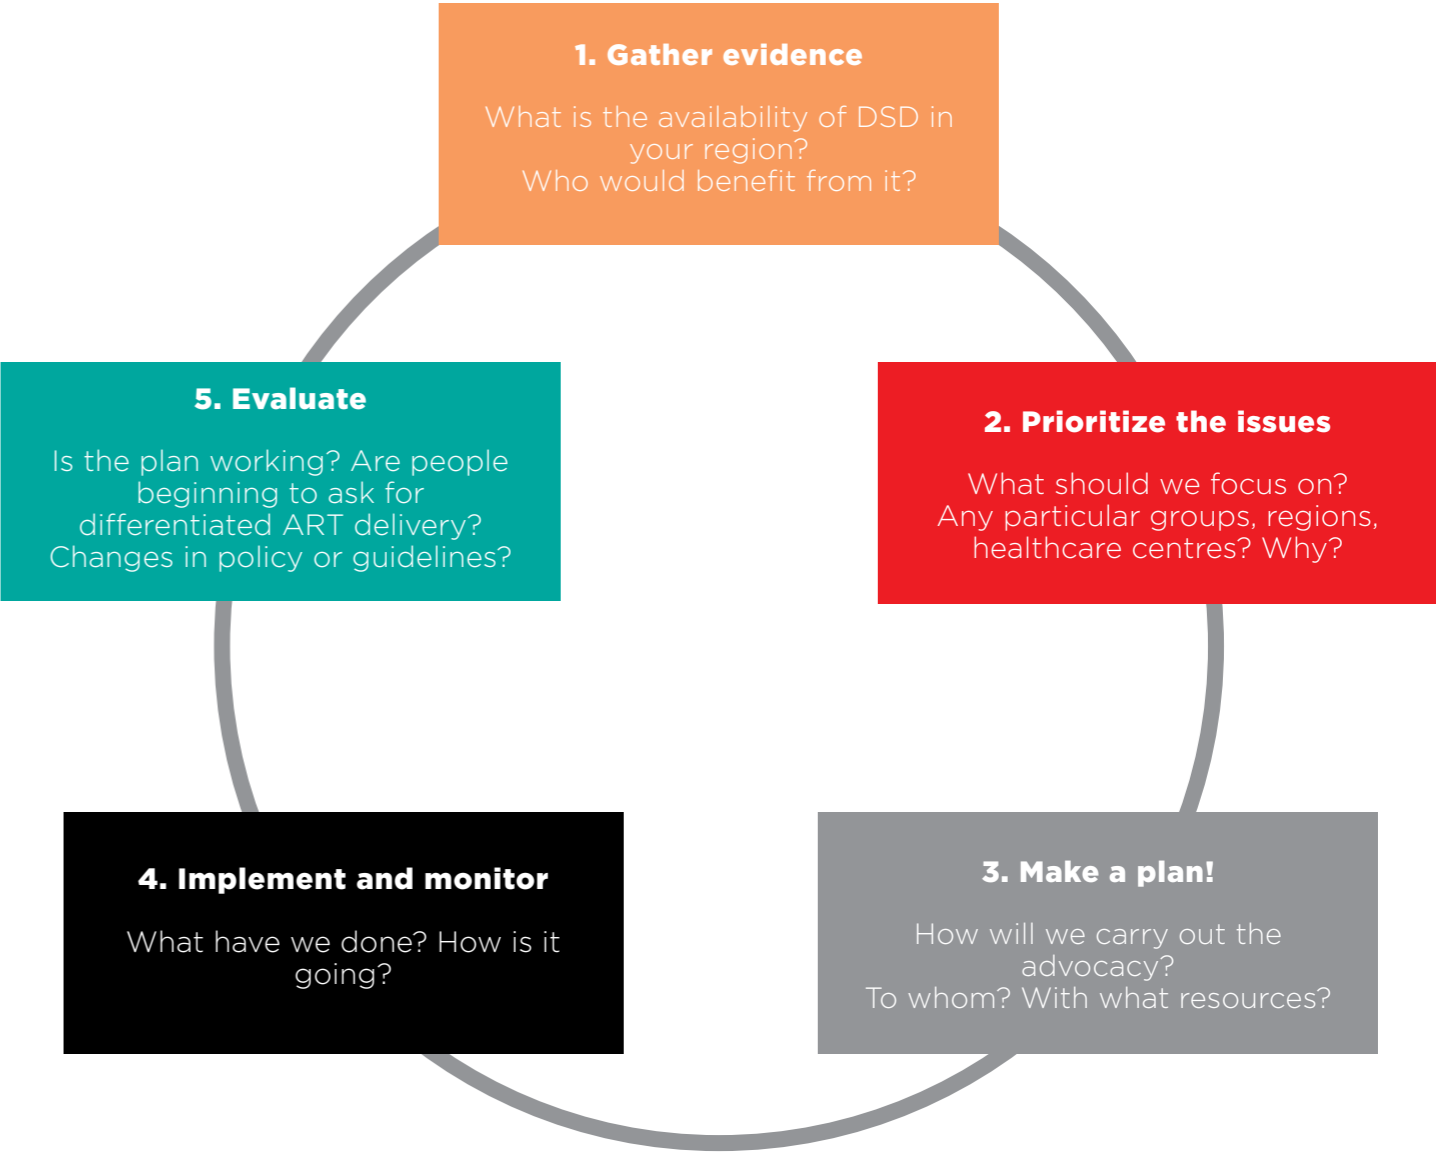 1. Gather evidence
What is the availability of DSD in
your region?
Who would benefit from it?
2. Prioritize the issues
What should we focus on?
Any particular groups, regions,
healthcare centres? Why?
3. Make a plan!
How will we carry out the
advocacy?
To whom? With what resources?
4. Implement and monitor
What have we done? How is it
going?
5. Evaluate
Is the plan working? Are people
beginning to ask for
differentiated ART delivery?
Changes in policy or guidelines?